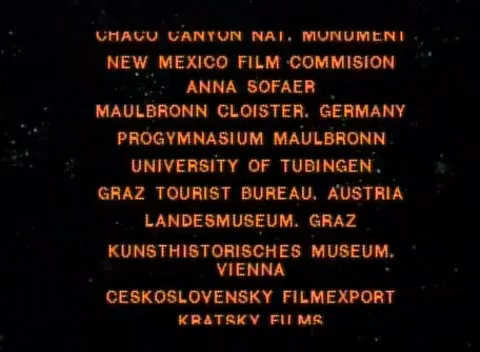 CHACO CANYON NAT. MONUMENT
NEW MEXICO FILM COMMISION
ANNA SOFAER
MAULBRONN CLOISTER. GERMANY
PROGYMNASIUM MAULBRONN
UNIVERSITY OF TUBINGEN
GRAZ TOURIST BUREAU. AUSTRIA
LANDESMUSEUM. GRAZ
KUNSTHISTORISCHES MUSEUM.
VIENNA
CESKOSLOVENSKY FILMEXPORT
KRATSKY FILMS